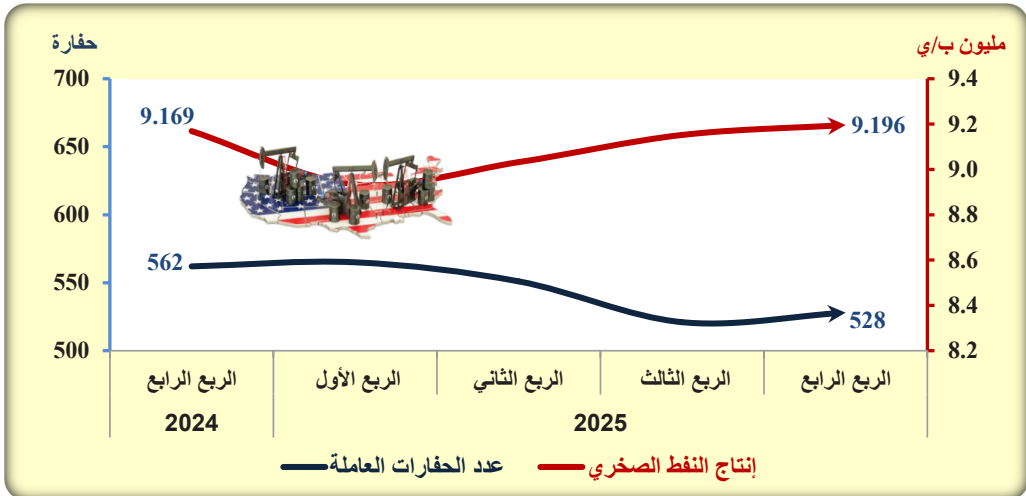 حفارة
مليون ب/ي
700
650
600
550
500
9.4
9.2
9.0
8.8
8.6
8.4
8.2
9.169
9.196
562
528
الربع الرابع
الربع الأول
الربع الثاني
الربع الثالث
الربع الرابع
2024
2025
عدد الحفارات العاملة
إنتاج النفط الصخري